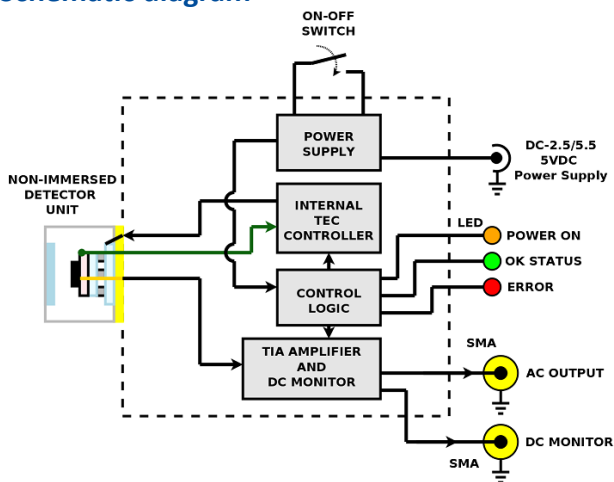 Schematic diagram
ON-OFF
SWITCH
POWER
SUPPLY
DC-2.5/5.5
5VDC
Power Supply
NON-IMMERSED
DETECTOR
UNIT
INTERNAL
TEC
CONTROLLER
LED
POWER ON
OK STATUS
ERROR
CONTROL
LOGIC
TIA AMPLIFIER
AND
DC MONITOR
SMA
AC OUTPUT
DC MONITOR
SMA